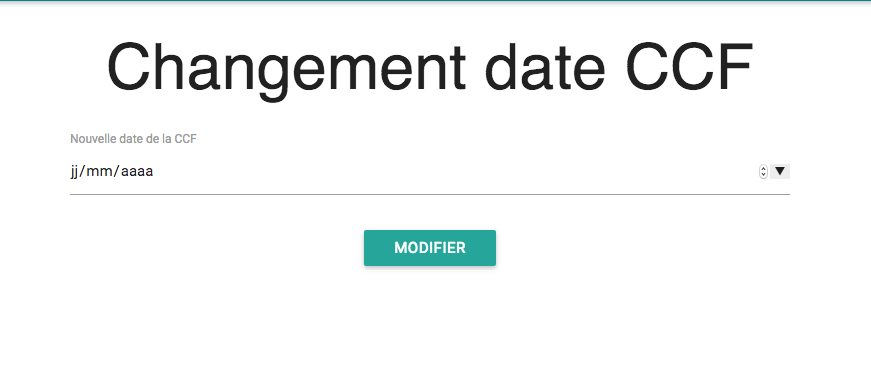 Changement date CCF
Nouvelle date de la CCF
jj/mm/aaaa
MODIFIER